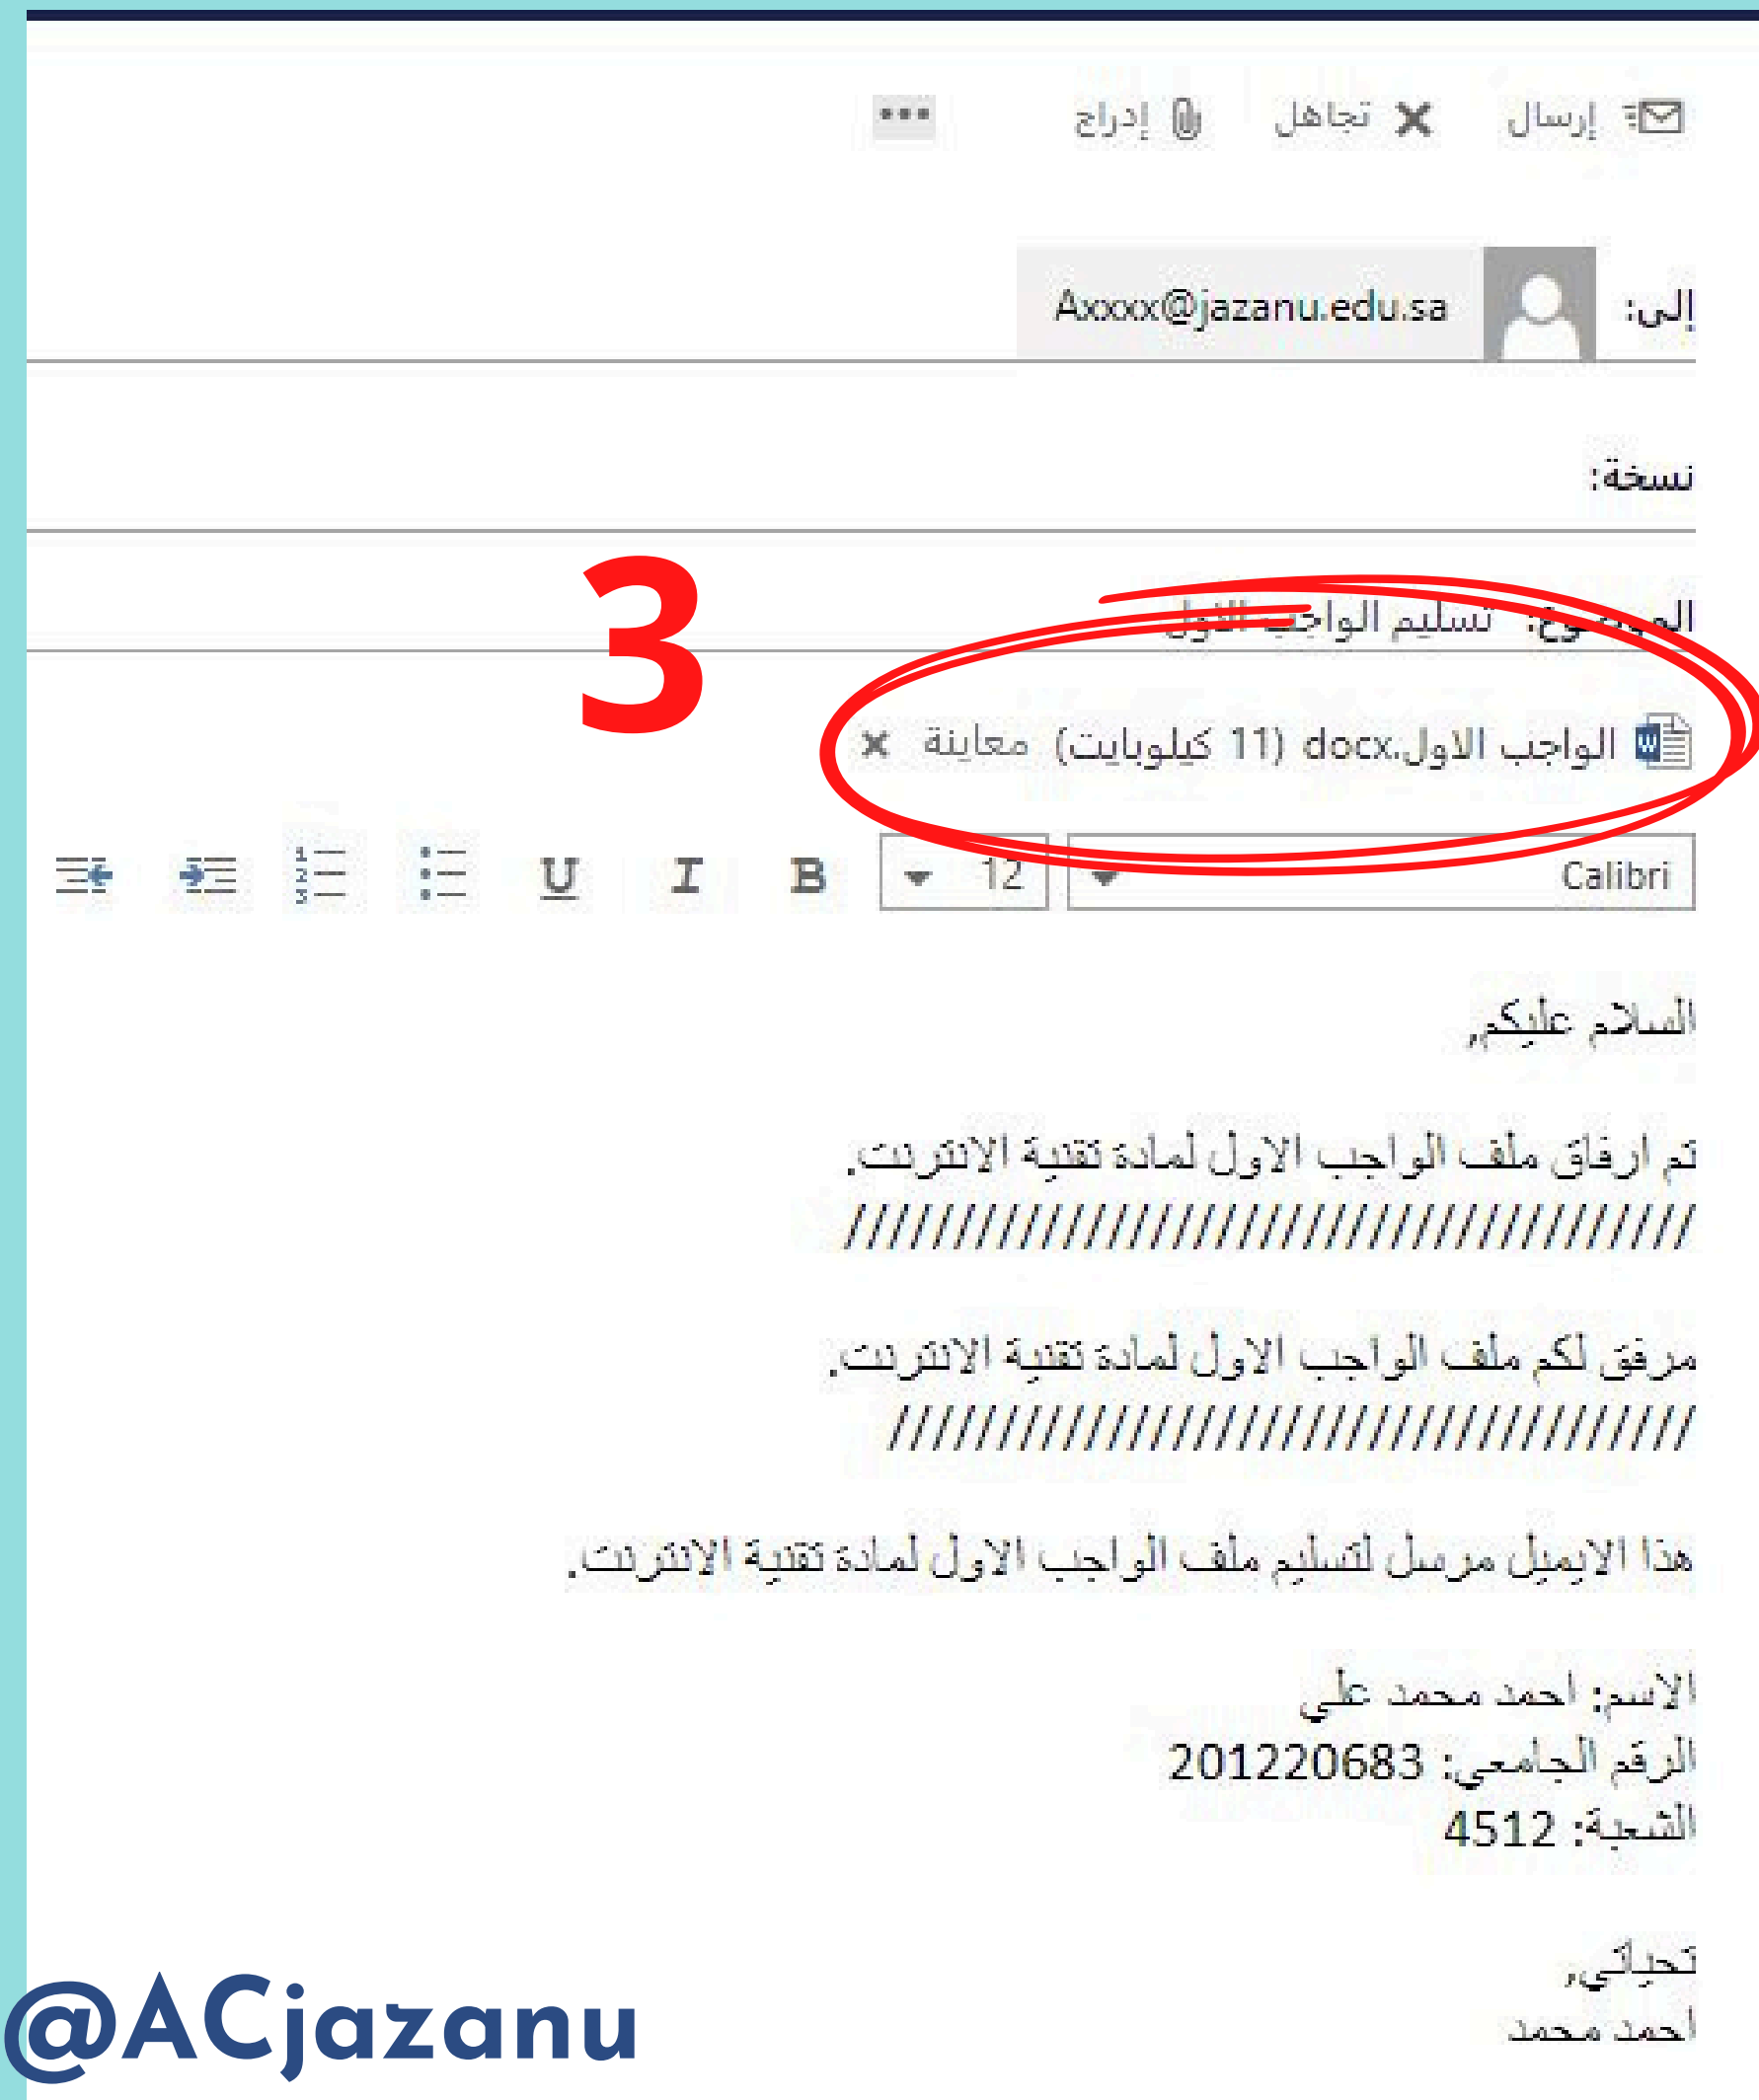 إرسال تجاهل إدراج
إلى: Axxxx@jazanu.edu.sa
نسخة:
3
الموضوع: تسليم الواجب الاول
الواجب الاول.docx (11 كيلوبايت) معاينة
Calibri 12 B I U
السلام عليكم,
تم ارفاق ملف الواجب الاول لمادة تقنية الانترنت.
///////////////////////////////////////
مرفق لكم ملف الواجب الاول لمادة تقنية الانترنت.
/////////////////////////////////////
هذا الايميل مرسل لتسليم ملف الواجب الاول لمادة تقنية الانترنت.
الاسم: احمد محمد علي
الرقم الجامعي: 201220683
الشعبة: 4512
تحياتي,
احمد محمد
@ACjazanu